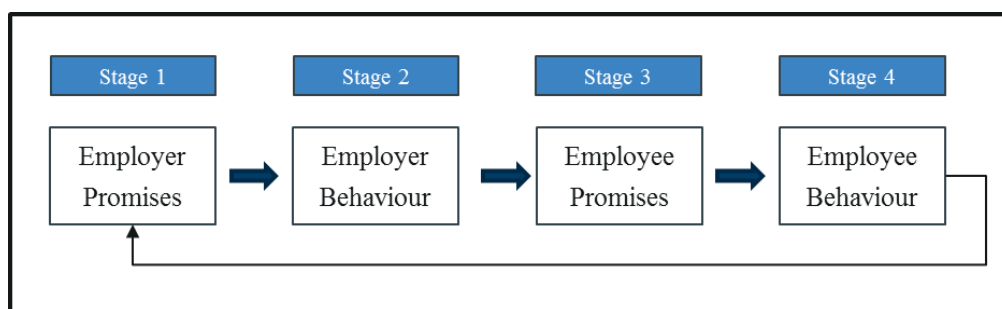 Stage 1
Stage 2
Stage 3
Stage 4
Employer
Promises
Employer
Behaviour
Employee
Promises
Employee
Behaviour